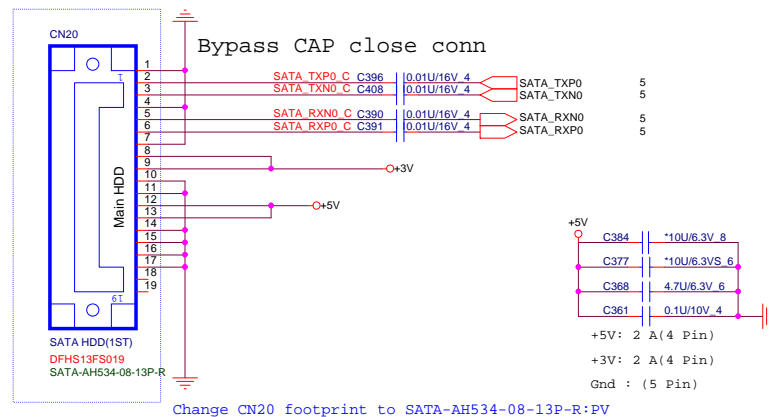 CN20
Bypass CAP close conn
1
2
3
4
5
6
7
8
9
10
11
12
13
14
15
16
17
18
19
1
19
Main HDD
SATA_TXP0_C C396 0.01U/16V_4 SATA_TXP0 5
SATA_TXN0_C C408 0.01U/16V_4 SATA_TXN0 5
SATA_RXN0_C C390 0.01U/16V_4 SATA_RXN0 5
SATA_RXP0_C C391 0.01U/16V_4 SATA_RXP0 5
+3V
+5V
+5V
C384 *10U/6.3V_8
C377 *10U/6.3VS_6
C368 4.7U/6.3V_6
C361 0.1U/10V_4
+5V: 2 A(4 Pin)
+3V: 2 A(4 Pin)
Gnd : (5 Pin)
SATA HDD(1ST)
DFHS13FS019
SATA-AH534-08-13P-R
Change CN20 footprint to SATA-AH534-08-13P-R:PV